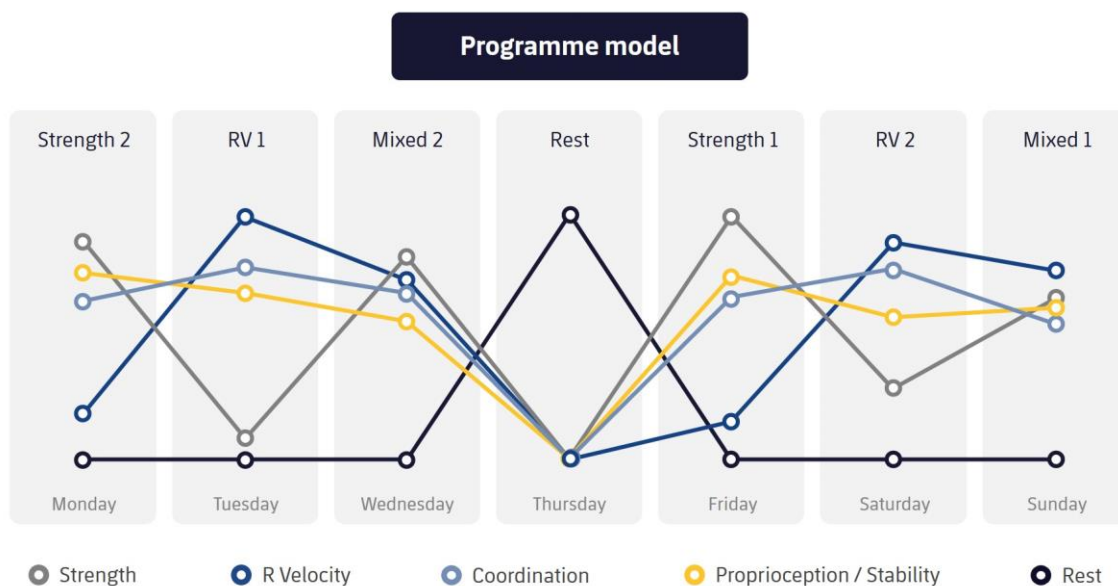 Programme model
Strength 2
RV 1
Mixed 2
Rest
Strength 1
RV 2
Mixed 1
Monday
Tuesday
Wednesday
Thursday
Friday
Saturday
Sunday
Strength
R Velocity
Coordination
Proprioception / Stability
Rest